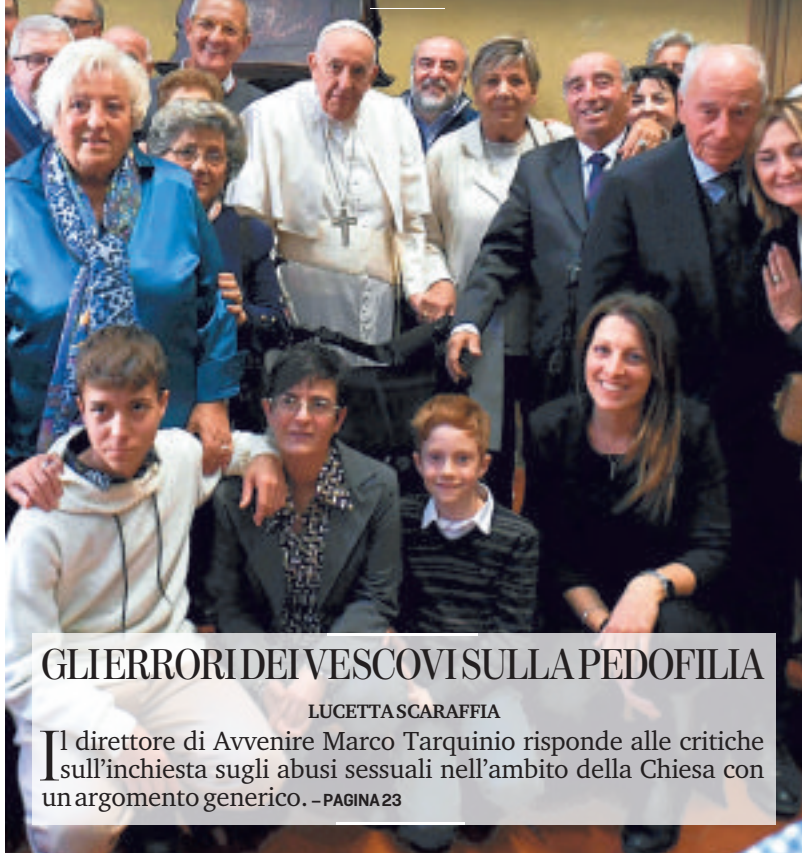 GLI ERRORI DEI VESCOVI SULLA PEDOFILIA
LUCETTA SCARAFFIA
Il direttore di Avvenire Marco Tarquinio risponde alle critiche
sull'inchiesta sugli abusi sessuali nell'ambito della Chiesa con
un argomento generico. – PAGINA 23